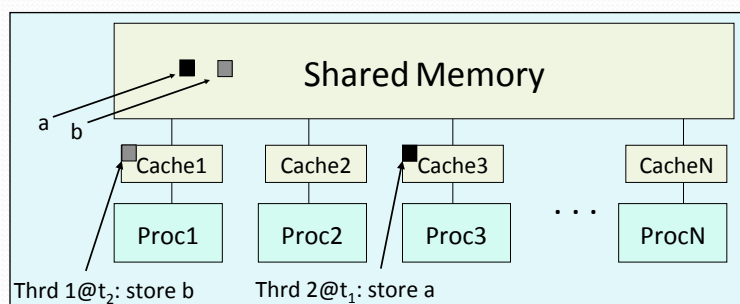 Shared Memory
a
b
Cache1 Cache2 Cache3 CacheN
Proc1 Proc2 Proc3 . . . ProcN
Thrd 1@t₂: store b Thrd 2@t₁: store a